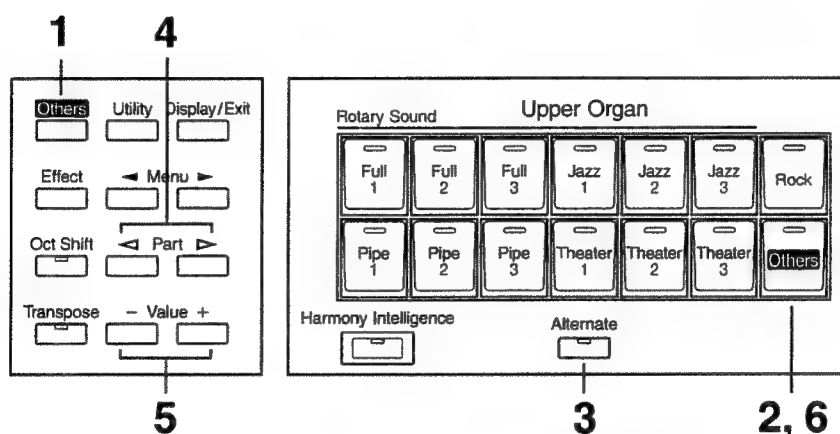 1 4
Others Utility Display/Exit
Effect ◄ Menu ►
Oct Shift ◁ Part ▷
Transpose − Value +
5
Upper Organ
Rotary Sound
Full 1 Full 2 Full 3 Jazz 1 Jazz 2 Jazz 3 Rock
Pipe 1 Pipe 2 Pipe 3 Theater 1 Theater 2 Theater 3 Others
Harmony Intelligence Alternate
3 2, 6